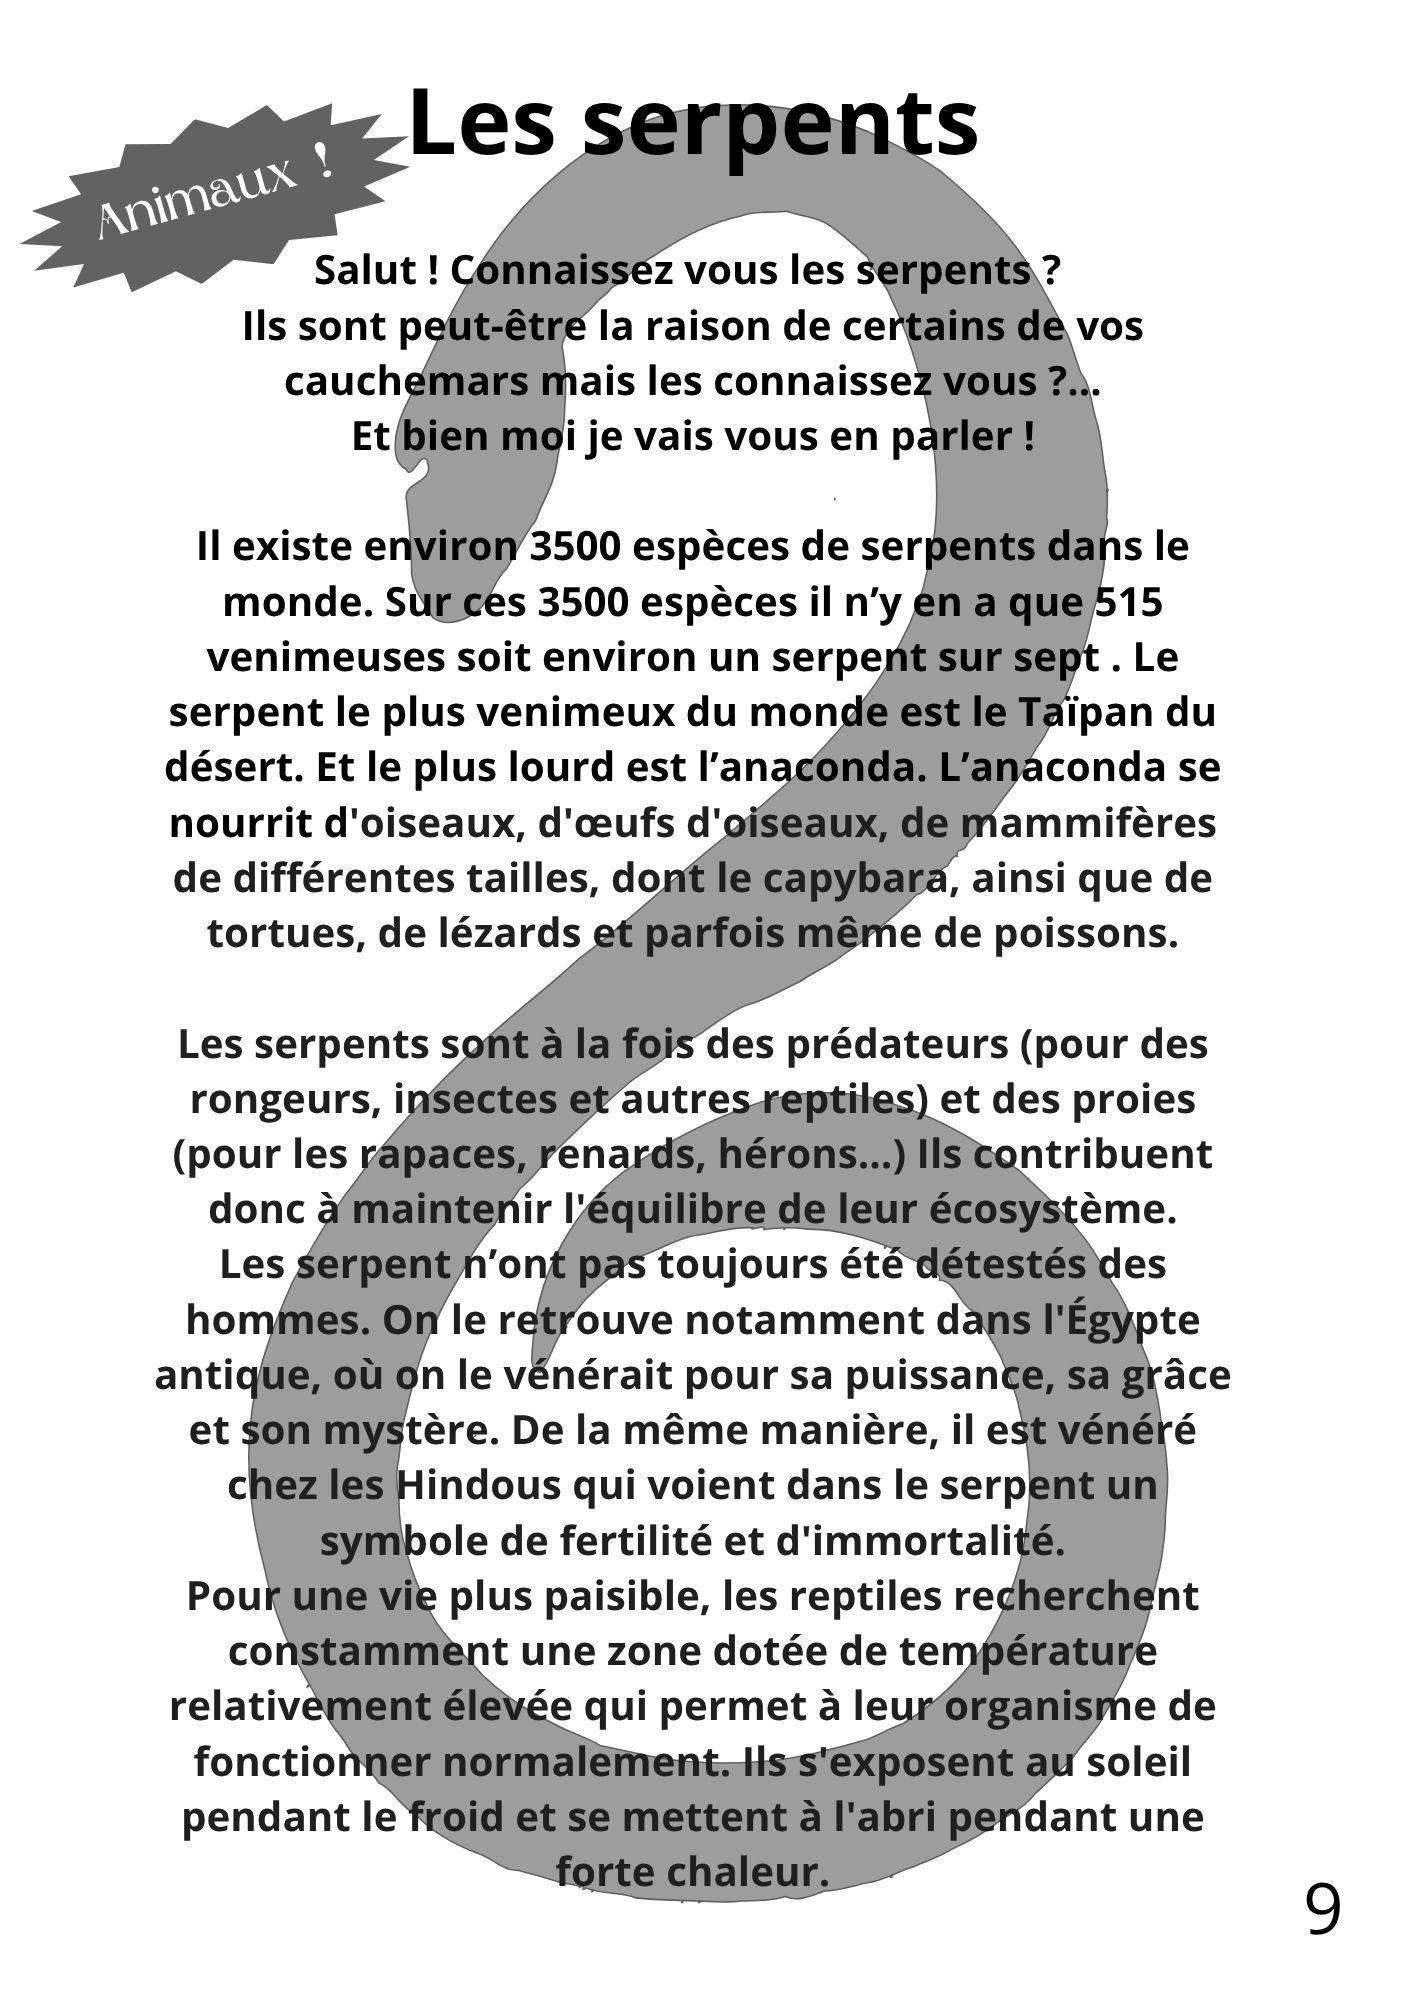 Les serpents
Animaux !
Salut ! Connaissez vous les serpents ?
Ils sont peut-être la raison de certains de vos
cauchemars mais les connaissez vous ?...
Et bien moi je vais vous en parler !
Il existe environ 3500 espèces de serpents dans le
monde. Sur ces 3500 espèces il n’y en a que 515
venimeuses soit environ un serpent sur sept . Le
serpent le plus venimeux du monde est le Taïpan du
désert. Et le plus lourd est l’anaconda. L’anaconda se
nourrit d'oiseaux, d'œufs d'oiseaux, de mammifères
de différentes tailles, dont le capybara, ainsi que de
tortues, de lézards et parfois même de poissons.
Les serpents sont à la fois des prédateurs (pour des
rongeurs, insectes et autres reptiles) et des proies
(pour les rapaces, renards, hérons...) Ils contribuent
donc à maintenir l'équilibre de leur écosystème.
Les serpent n’ont pas toujours été détestés des
hommes. On le retrouve notamment dans l'Égypte
antique, où on le vénérait pour sa puissance, sa grâce
et son mystère. De la même manière, il est vénéré
chez les Hindous qui voient dans le serpent un
symbole de fertilité et d'immortalité.
Pour une vie plus paisible, les reptiles recherchent
constamment une zone dotée de température
relativement élevée qui permet à leur organisme de
fonctionner normalement. Ils s'exposent au soleil
pendant le froid et se mettent à l'abri pendant une
forte chaleur.
9